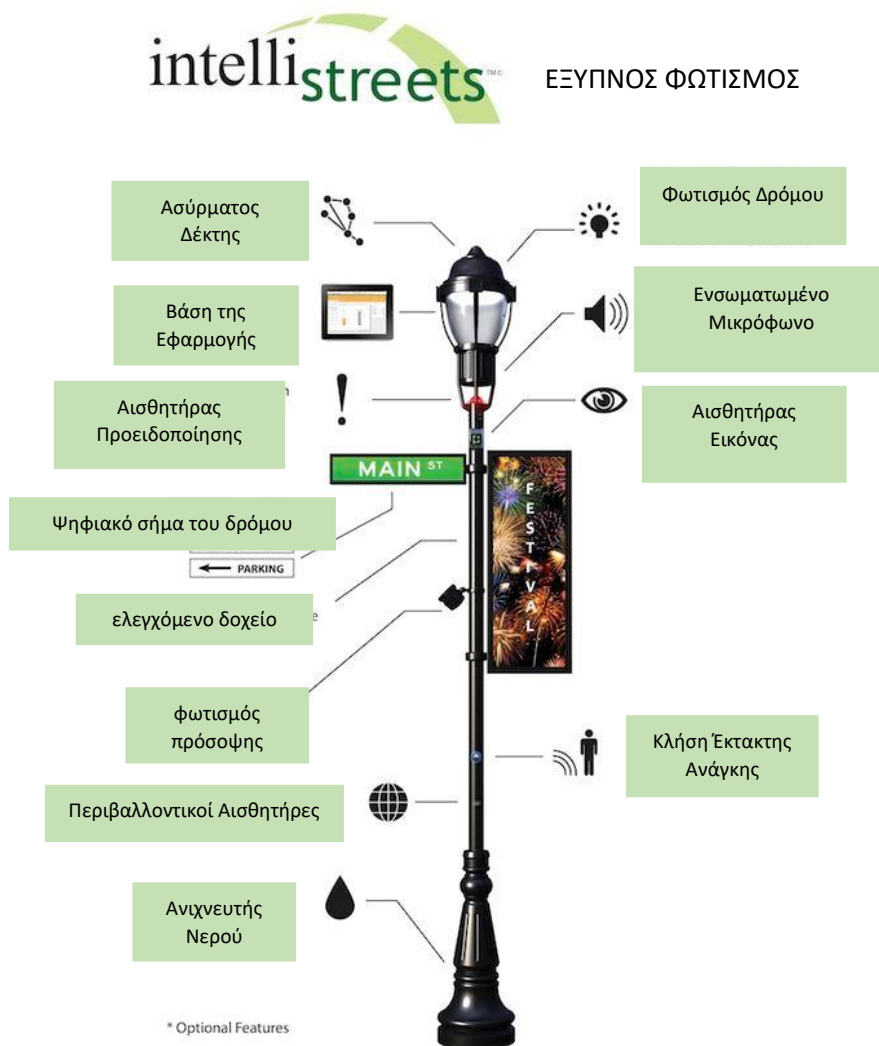 intellistreets™c
ΕΞΥΠΝΟΣ ΦΩΤΙΣΜΟΣ
Ασύρματος
Δέκτης
Φωτισμός Δρόμου
Βάση της
Εφαρμογής
Ενσωματωμένο
Μικρόφωνο
Αισθητήρας
Προειδοποίησης
Αισθητήρας
Εικόνας
MAIN ST
FESTIVAL
Ψηφιακό σήμα του δρόμου
← PARKING
ελεγχόμενο δοχείο
φωτισμός
πρόσοψης
Κλήση Έκτακτης
Ανάγκης
Περιβαλλοντικοί Αισθητήρες
Ανιχνευτής
Νερού
* Optional Features